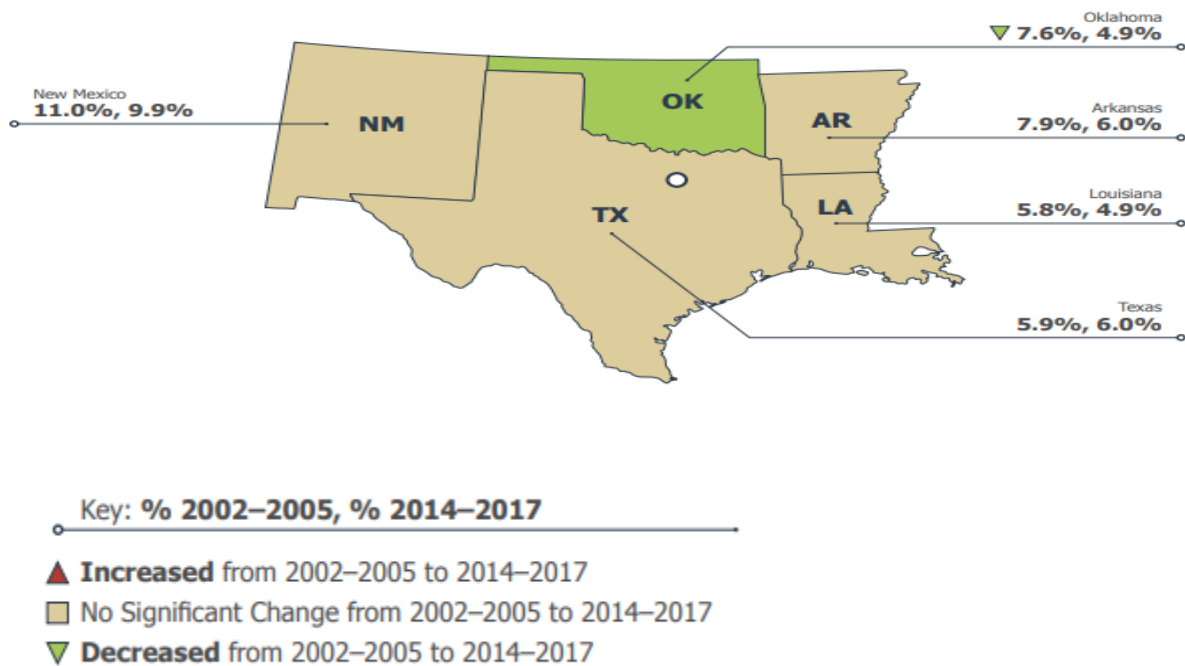 Oklahoma
7.6%, 4.9%
New Mexico
11.0%, 9.9%
NM
OK
AR
Arkansas
7.9%, 6.0%
TX
LA
Louisiana
5.8%, 4.9%
Texas
5.9%, 6.0%
Key: % 2002–2005, % 2014–2017
Increased from 2002–2005 to 2014–2017
No Significant Change from 2002–2005 to 2014–2017
Decreased from 2002–2005 to 2014–2017